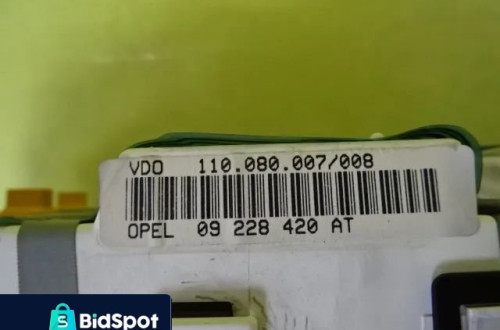 VDO 110.080.007/008
OPEL 09 228 420 AT
S
BidSpot